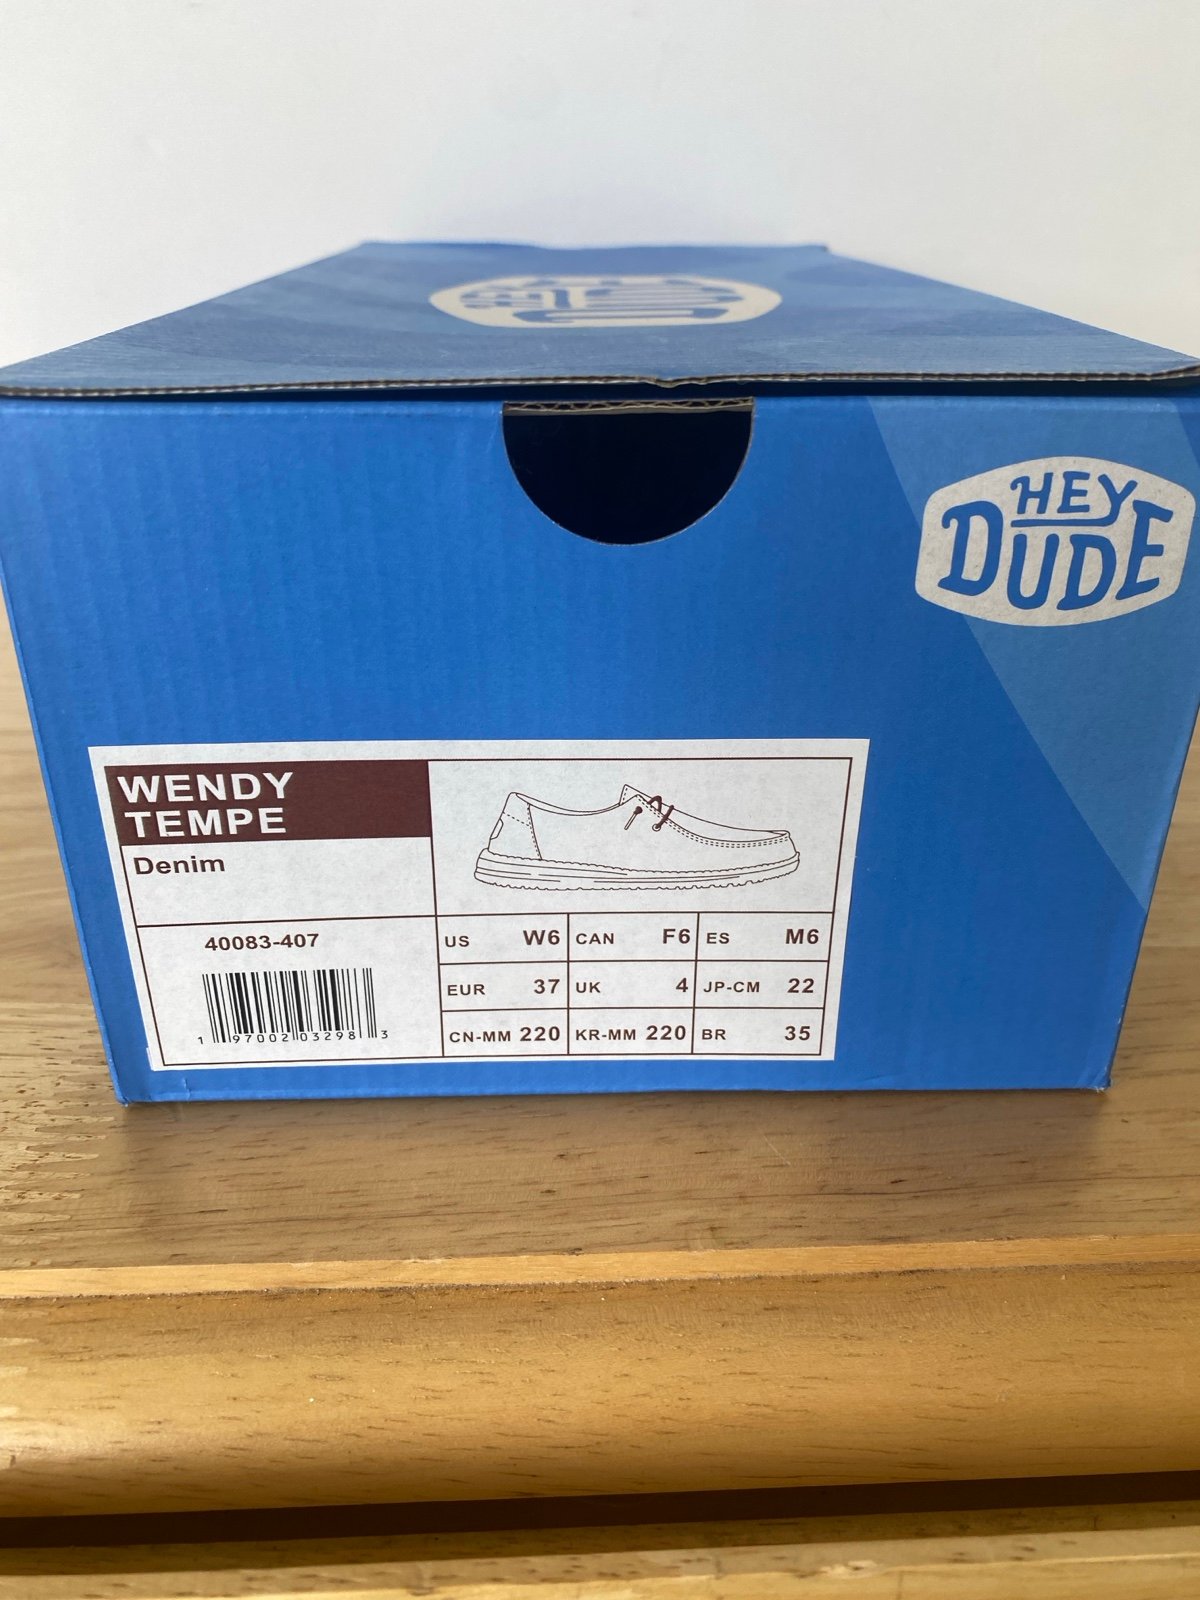 HEY
DUDE
WENDY
TEMPE
Denim
40083-407
1 97002 03298 3
US W6 CAN F6 ES M6
EUR 37 UK 4 JP-CM 22
CN-MM 220 KR-MM 220 BR 35